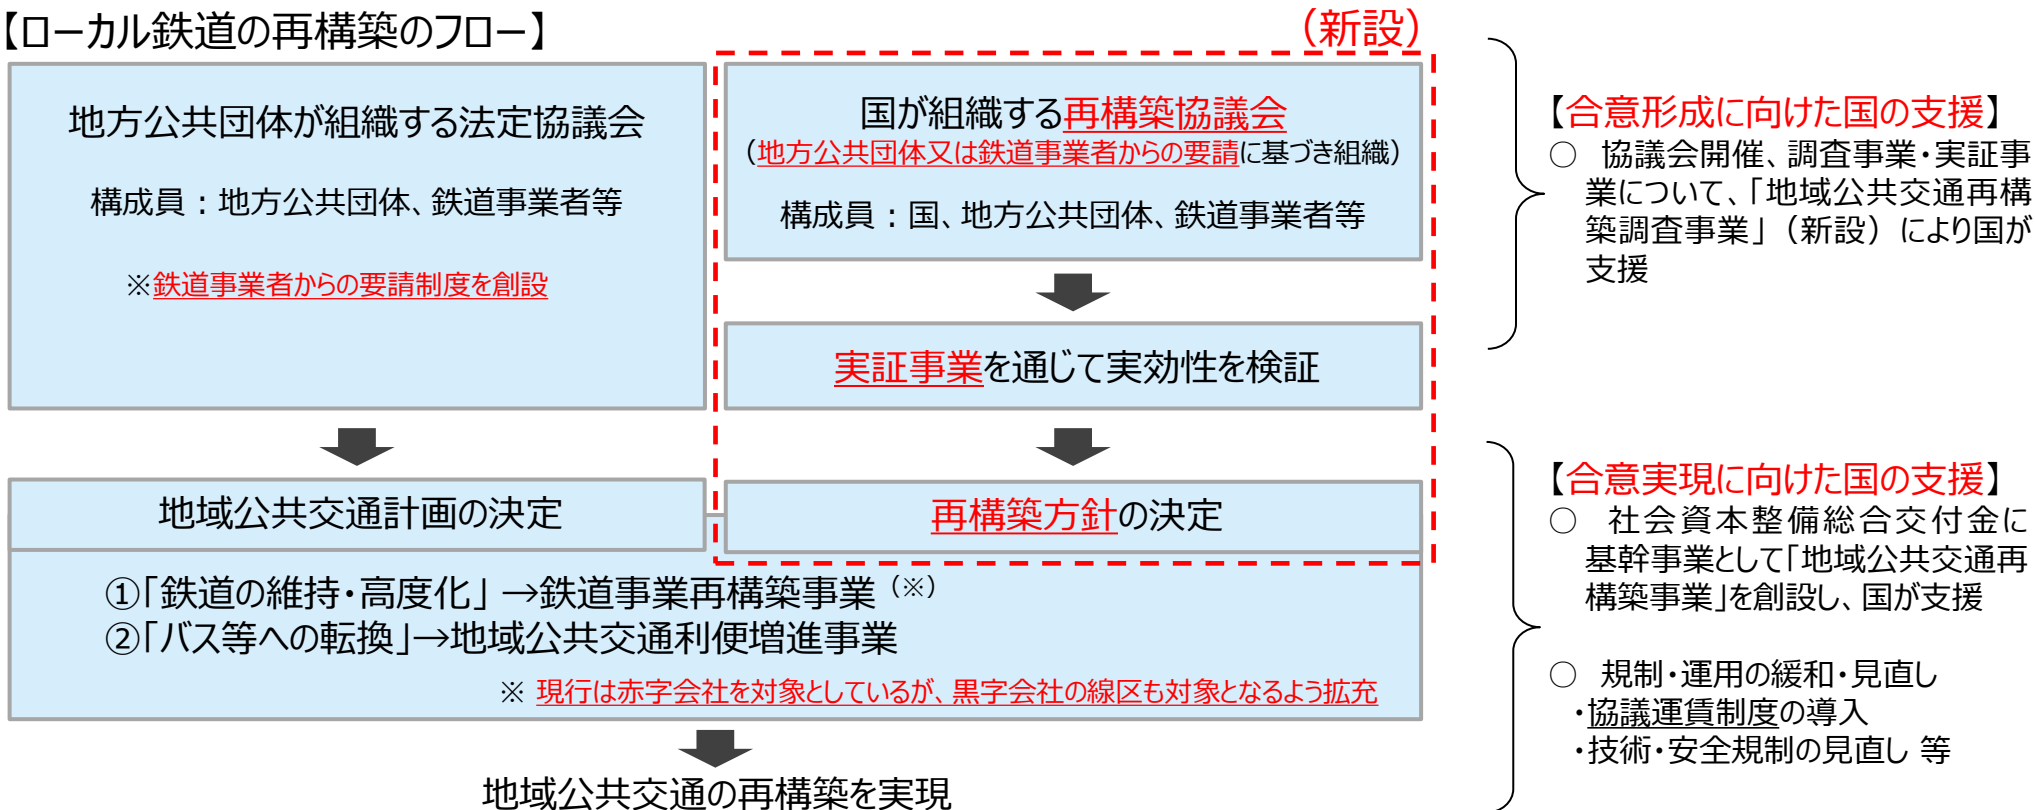 【ローカル鉄道の再構築のフロー】
（新設）
地方公共団体が組織する法定協議会
構成員：地方公共団体、鉄道事業者等
※鉄道事業者からの要請制度を創設
国が組織する再構築協議会
（地方公共団体又は鉄道事業者からの要請に基づき組織）
構成員：国、地方公共団体、鉄道事業者等
実証事業を通じて実効性を検証
地域公共交通計画の決定
再構築方針の決定
①「鉄道の維持・高度化」→鉄道事業再構築事業（※）
②「バス等への転換」→地域公共交通利便増進事業
※ 現行は赤字会社を対象としているが、黒字会社の線区も対象となるよう拡充
地域公共交通の再構築を実現
【合意形成に向けた国の支援】
○ 協議会開催、調査事業・実証事
業について、「地域公共交通再構
築調査事業」（新設）により国が
支援
【合意実現に向けた国の支援】
○ 社会資本整備総合交付金に
基幹事業として「地域公共交通再
構築事業」を創設し、国が支援
○ 規制・運用の緩和・見直し
・協議運賃制度の導入
・技術・安全規制の見直し 等